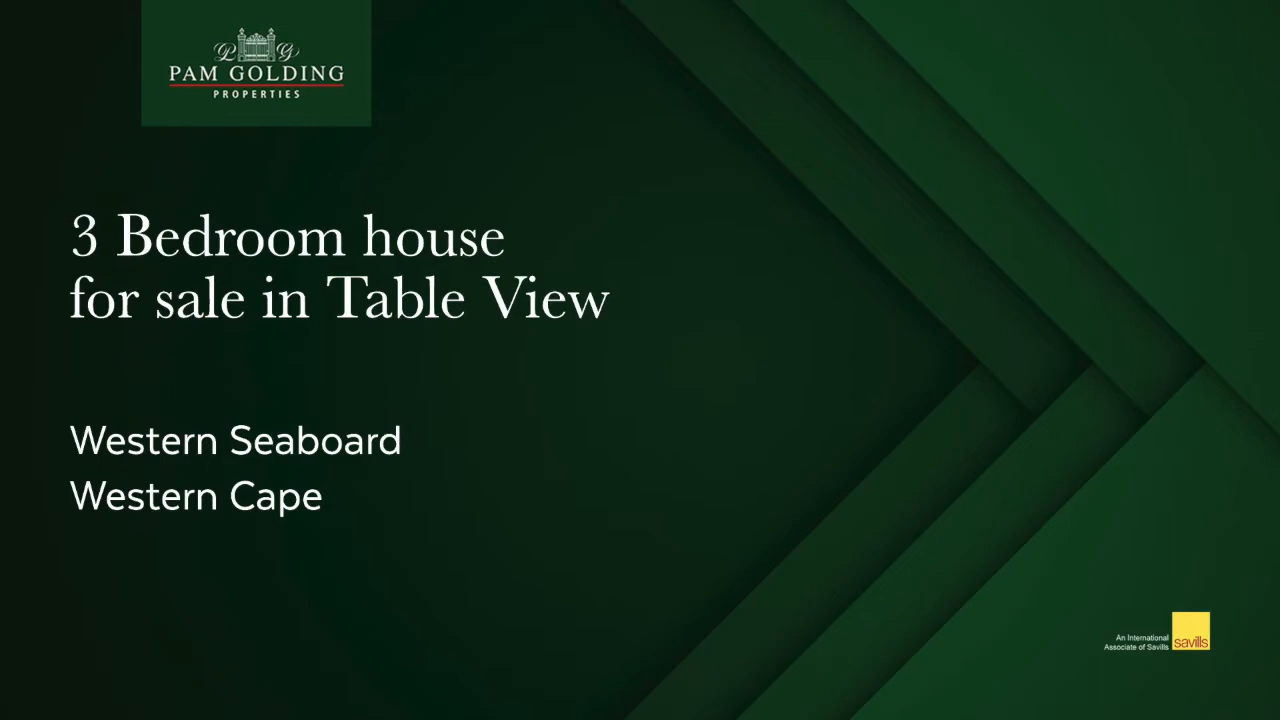 P G
PAM GOLDING
PROPERTIES
3 Bedroom house
for sale in Table View
Western Seaboard
Western Cape
An International
Associate of Savills
savills